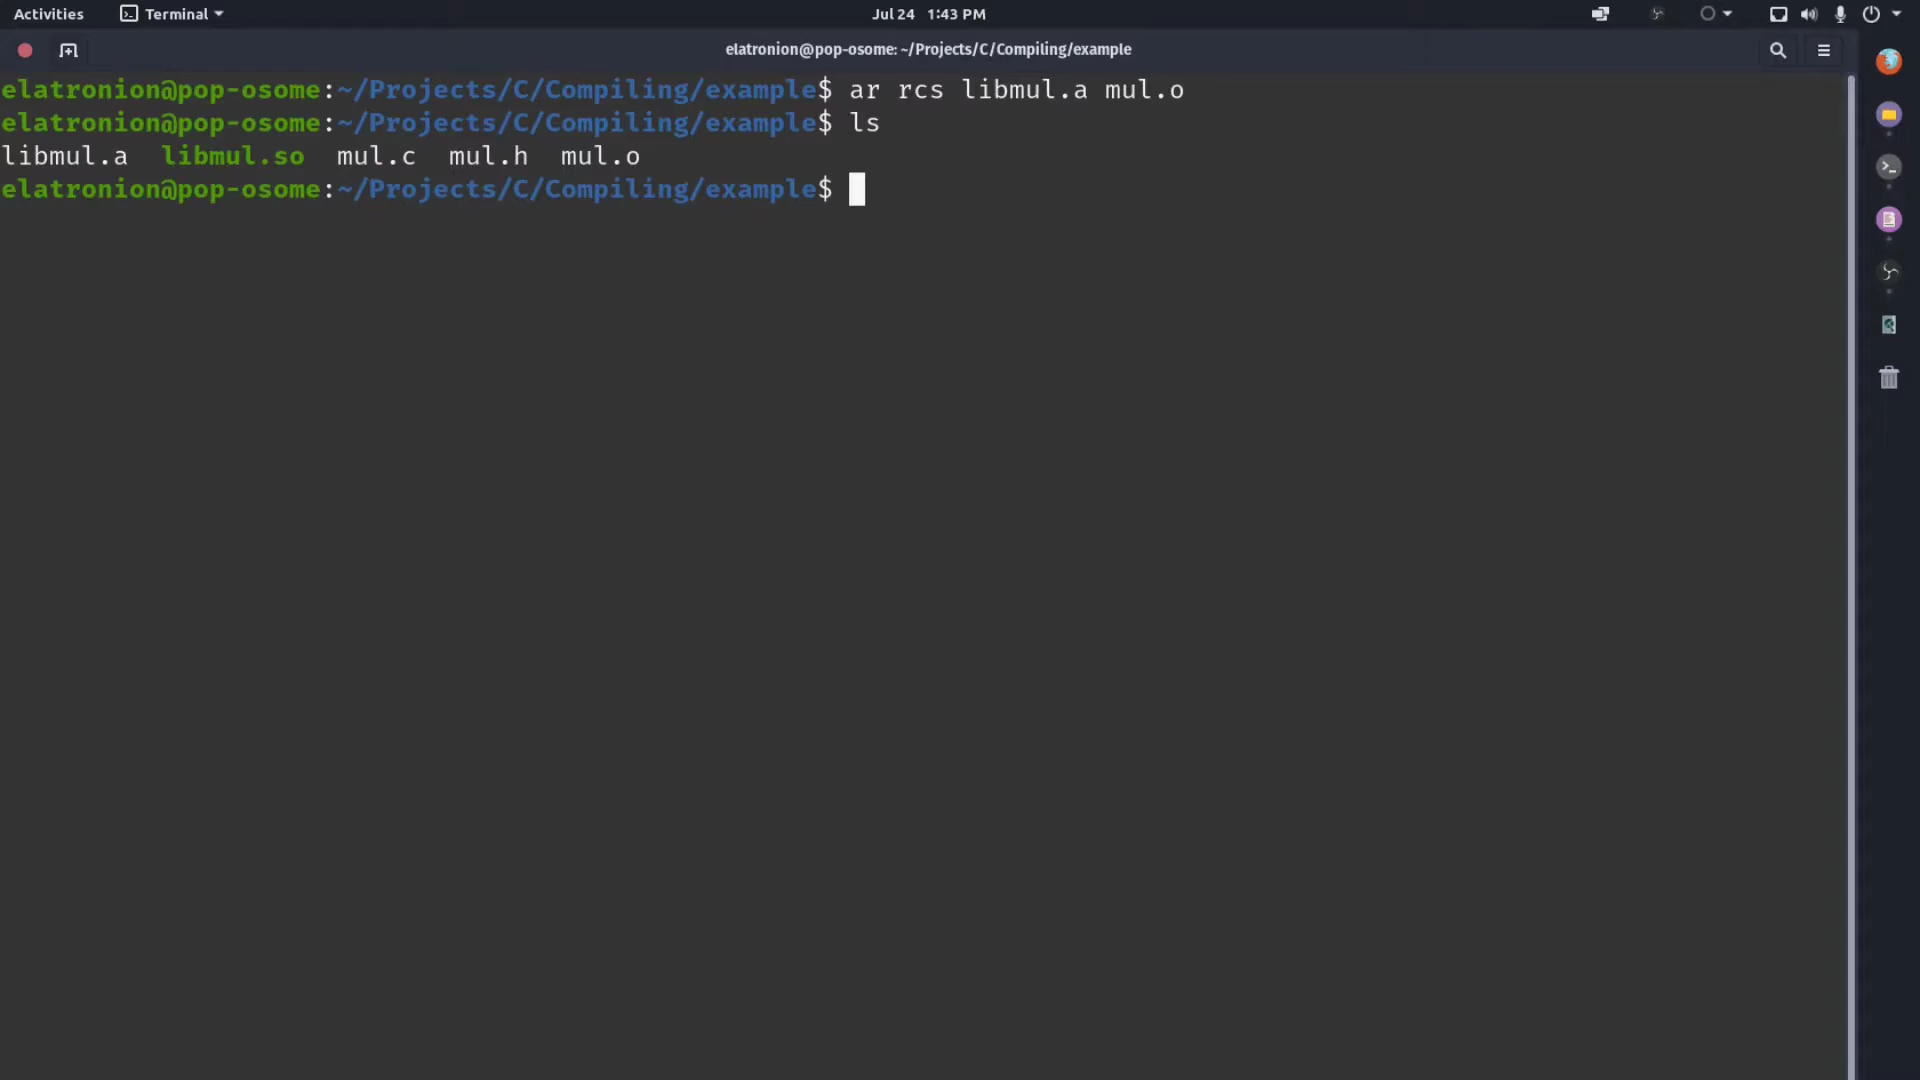 Activities Terminal Jul 24 1:43 PM
elatronion@pop-osome: ~/Projects/C/Compiling/example
elatronion@pop-osome:~/Projects/C/Compiling/example$ ar rcs libmul.a mul.o
elatronion@pop-osome:~/Projects/C/Compiling/example$ ls
libmul.a libmul.so mul.c mul.h mul.o
elatronion@pop-osome:~/Projects/C/Compiling/example$